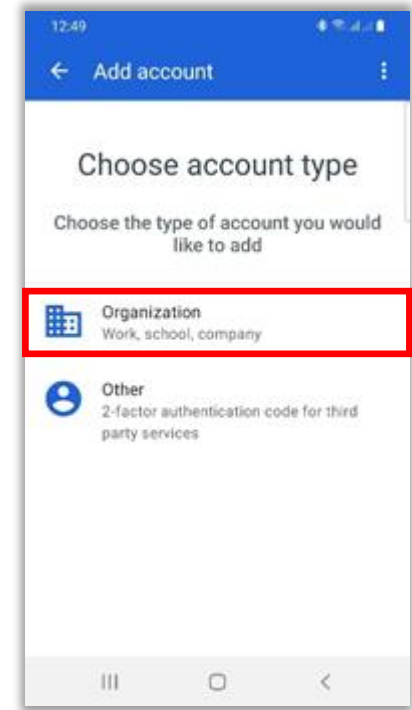 12:49
Add account
Choose account type
Choose the type of account you would
like to add
Organization
Work, school, company
Other
2-factor authentication code for third
party services